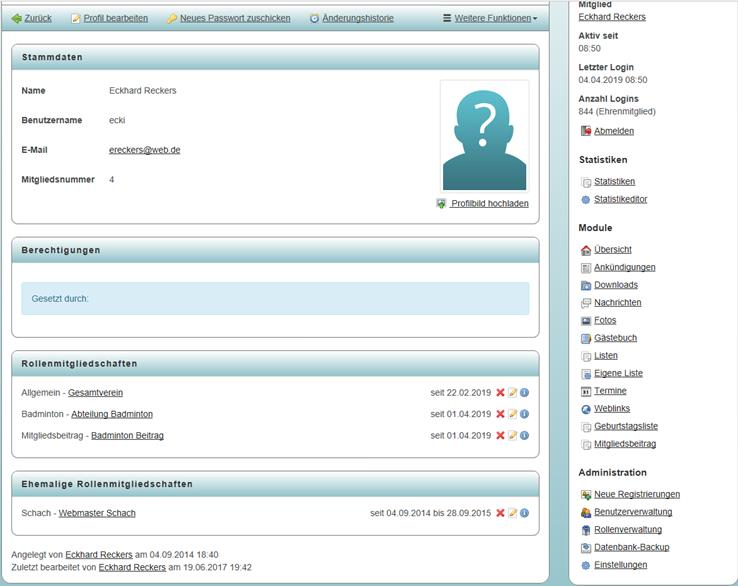 Zurück Profil bearbeiten Neues Passwort zuschicken Änderungshistorie Weitere Funktionen
Stammdaten
Name Eckhard Reckers
Benutzername ecki
E-Mail ereckers@web.de
Mitgliedsnummer 4
?
Profilbild hochladen
Berechtigungen
Gesetzt durch:
Rollenmitgliedschaften
Allgemein - Gesamtverein seit 22.02.2019
Badminton - Abteilung Badminton seit 01.04.2019
Mitgliedsbeitrag - Badminton Beitrag seit 01.04.2019
Ehemalige Rollenmitgliedschaften
Schach - Webmaster Schach seit 04.09.2014 bis 28.09.2015
Angelegt von Eckhard Reckers am 04.09.2014 18:40
Zuletzt bearbeitet von Eckhard Reckers am 19.06.2017 19:42
Mitglied
Eckhard Reckers
Aktiv seit
08:50
Letzter Login
04.04.2019 08:50
Anzahl Logins
844 (Ehrenmitglied)
Abmelden
Statistiken
Statistiken
Statistikeditor
Module
Übersicht
Ankündigungen
Downloads
Nachrichten
Fotos
Gästebuch
Listen
Eigene Liste
Termine
Weblinks
Geburtstagsliste
Mitgliedsbeitrag
Administration
Neue Registrierungen
Benutzerverwaltung
Rollenverwaltung
Datenbank-Backup
Einstellungen